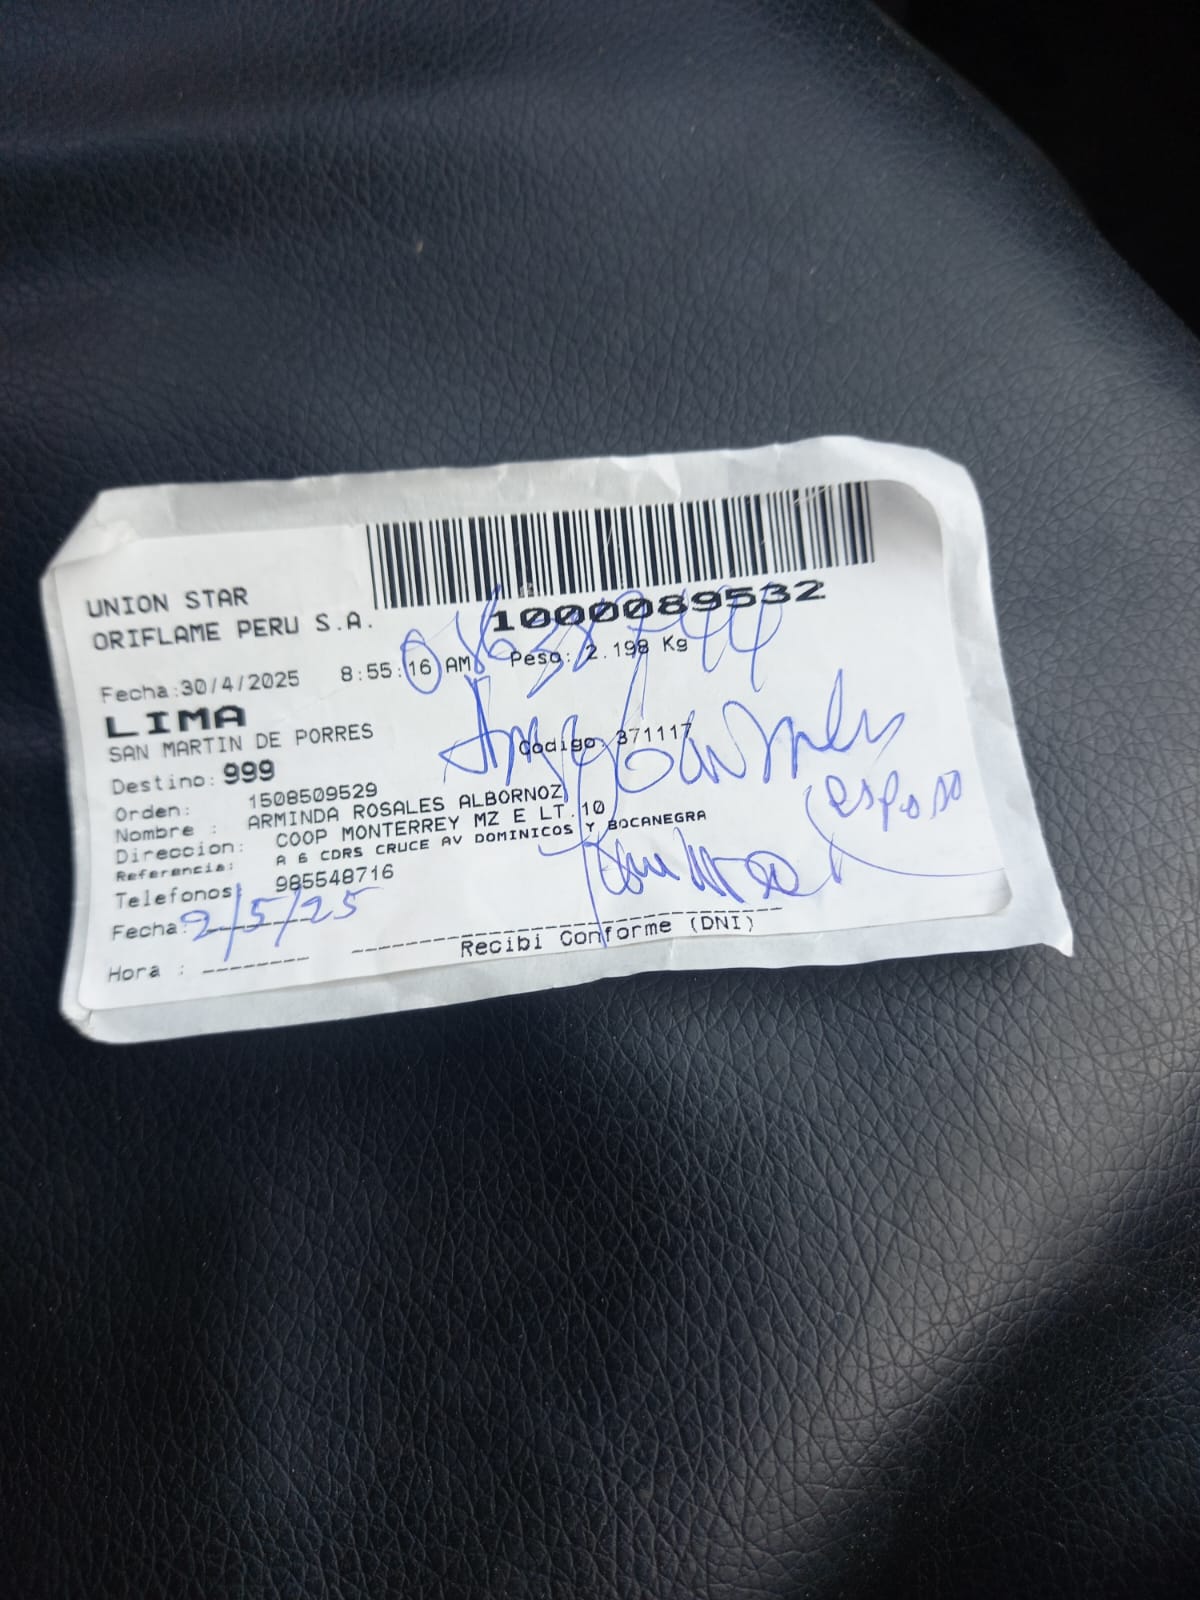 UNION STAR
ORIFLAME PERU S.A.
1000089532
Fecha:30/4/2025 8:55:16 AM Peso: 2.198 Kg
LIMA
SAN MARTIN DE PORRES
Codigo: 371117
Destino: 999
Orden: 1508509529
Nombre : ARMINDA ROSALES ALBORNOZ
Direccion: COOP MONTERREY MZ E LT 10
Referencia: A 6 CDRS CRUCE AV DOMINICOS Y BOCANEGRA
Telefonos: 985548716
esposo
Fecha: 2/5/25
Hora :
Recibi Conforme (DNI)